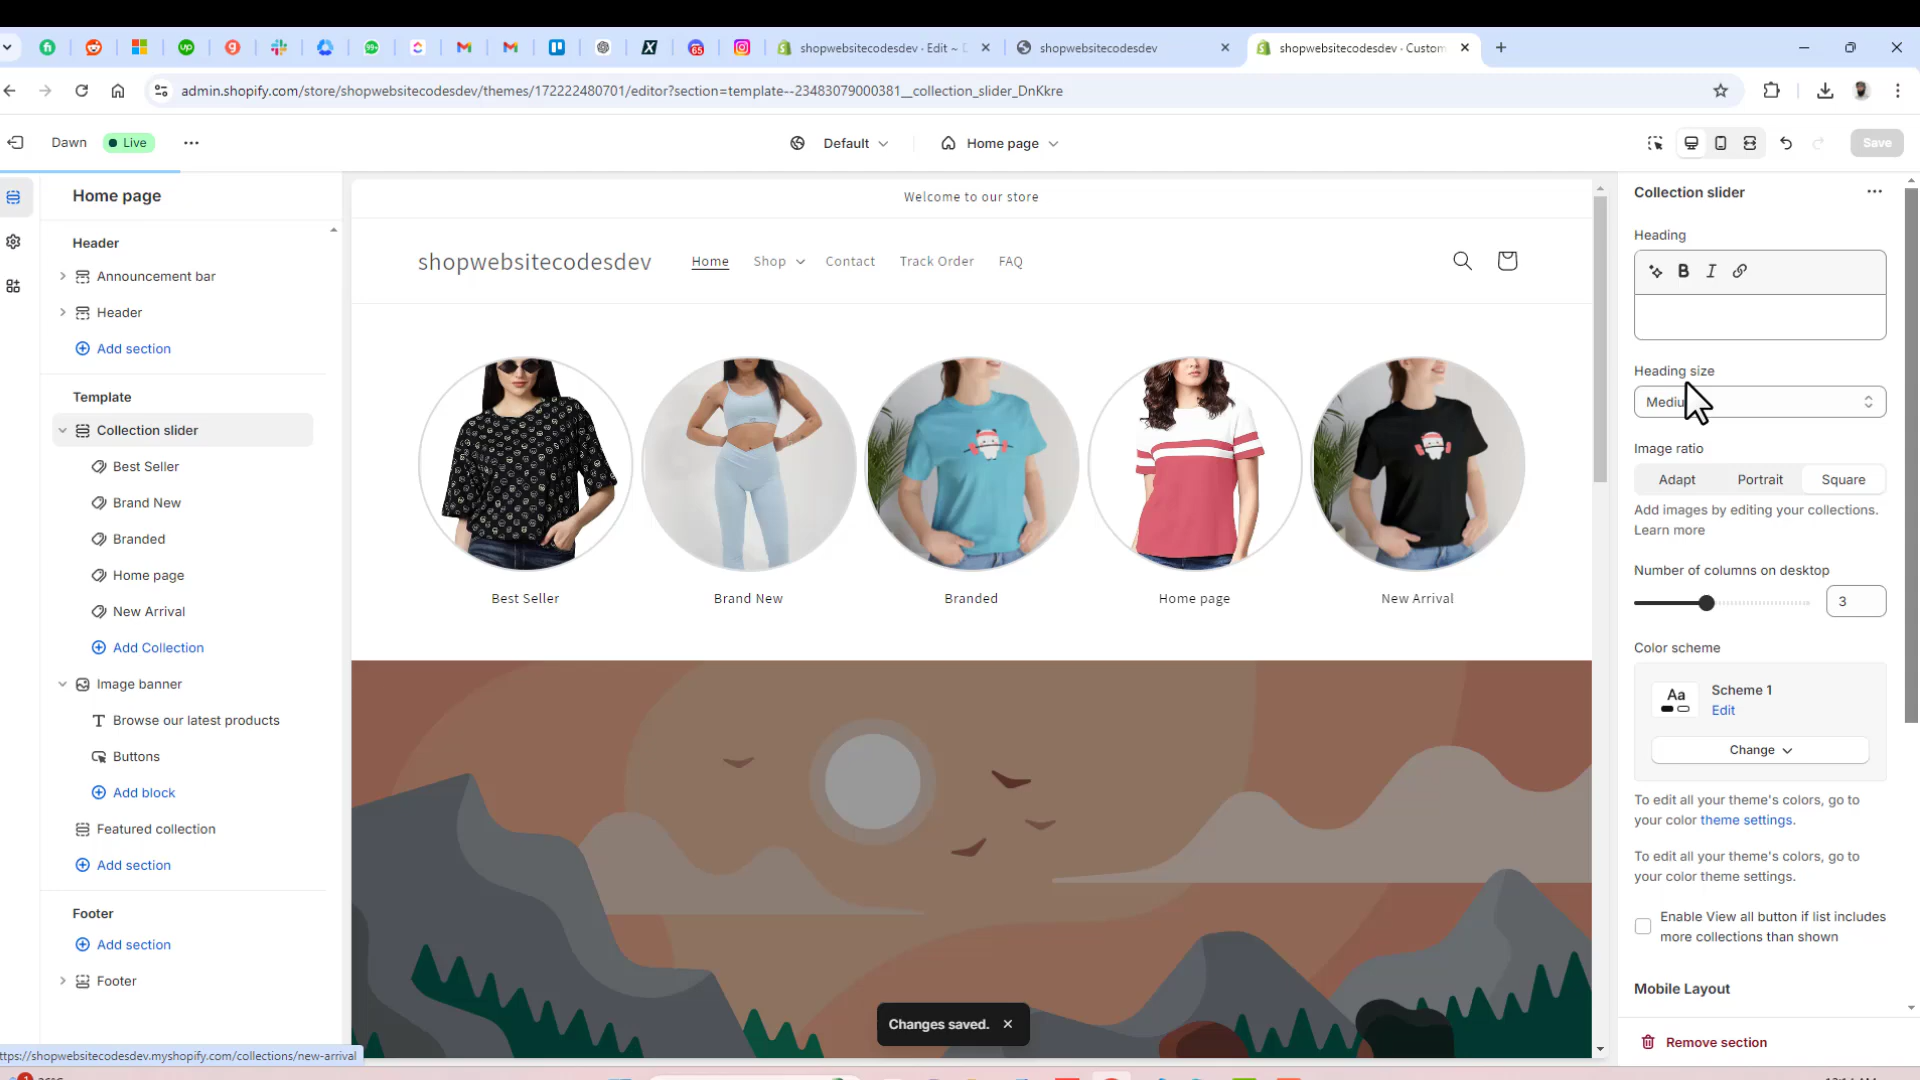 shopwebsitecodesdev · Edit ~
shopwebsitecodesdev
shopwebsitecodesdev · Custom
admin.shopify.com/store/shopwebsitecodesdev/themes/172222480701/editor?section=template--23483079000381__collection_slider_DnKkre
Dawn
Live
Default
Home page
Save
Home page
Header
Announcement bar
Header
Add section
Template
Collection slider
Best Seller
Brand New
Branded
Home page
New Arrival
Add Collection
Image banner
Browse our latest products
Buttons
Add block
Featured collection
Add section
Footer
Add section
Footer
ttps://shopwebsitecodesdev.myshopify.com/collections/new-arrival
Welcome to our store
shopwebsitecodesdev
Home
Shop
Contact
Track Order
FAQ
Best Seller
Brand New
Branded
Home page
New Arrival
Changes saved.
Collection slider
Heading
B I
Heading size
Image ratio
Adapt
Portrait
Square
Add images by editing your collections.
Learn more
Number of columns on desktop
3
Color scheme
Aa
Scheme 1
Edit
Change
To edit all your theme's colors, go to
your color theme settings.
To edit all your theme's colors, go to
your color theme settings.
Enable View all button if list includes
more collections than shown
Mobile Layout
Remove section